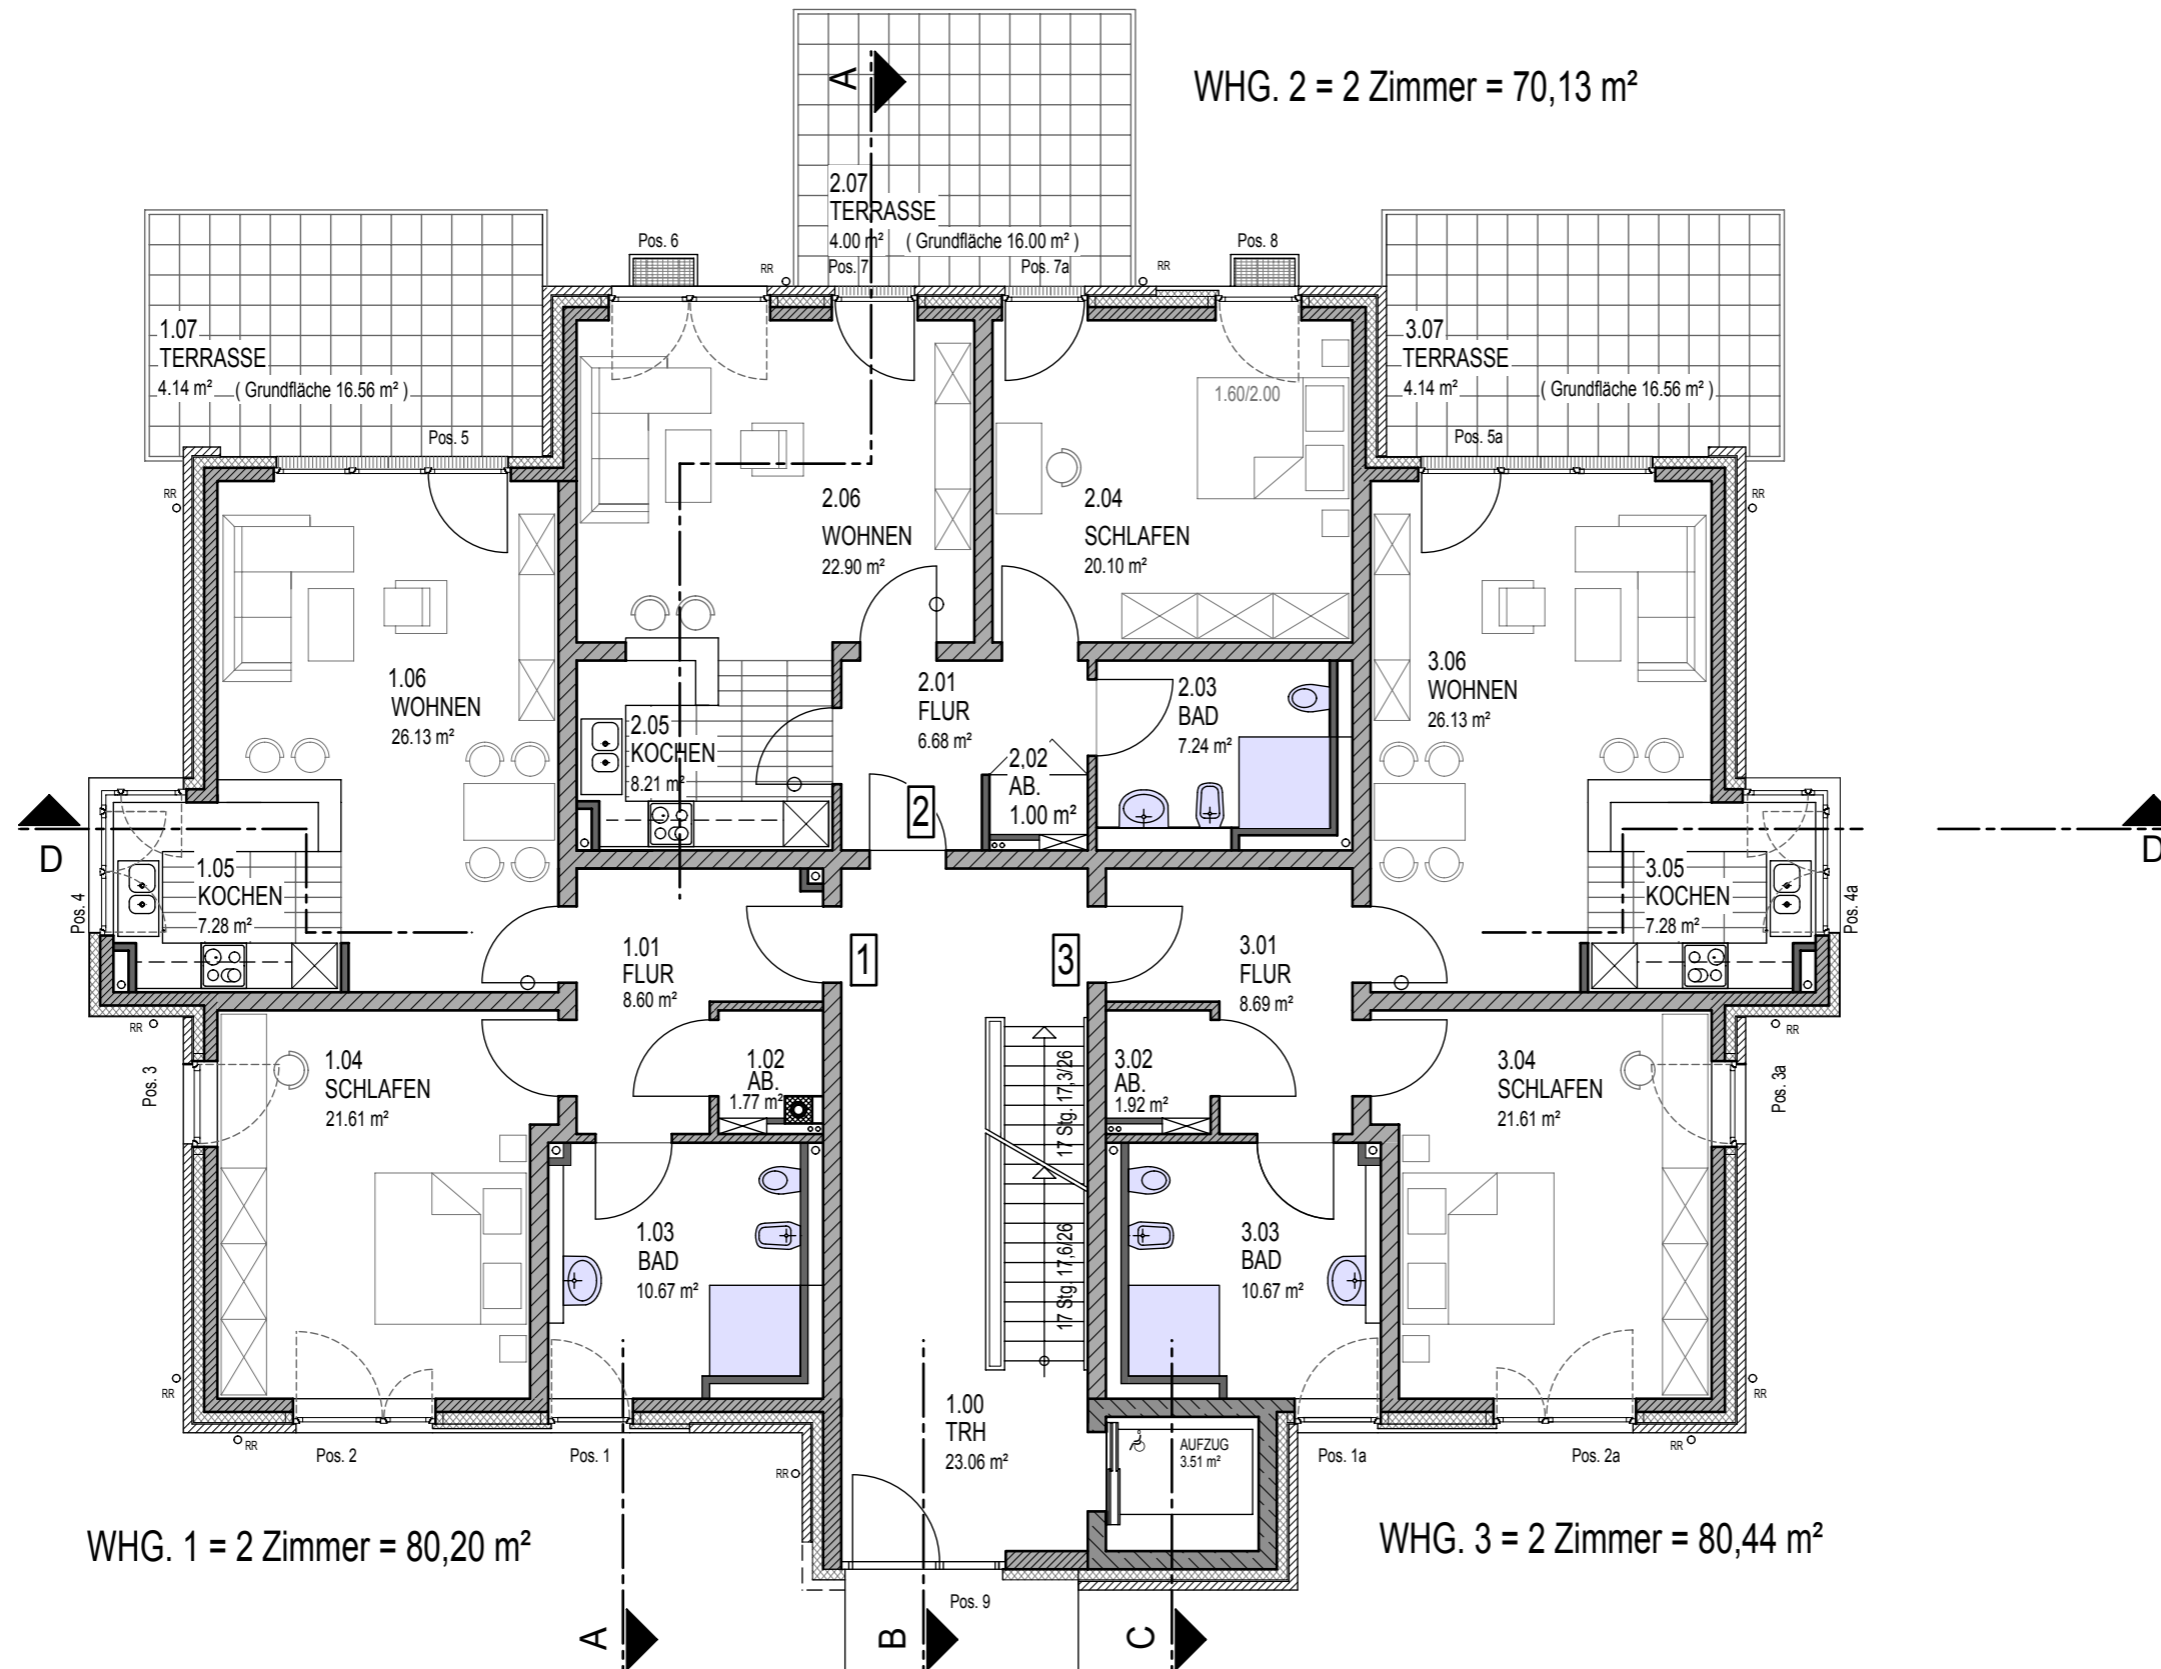 A
WHG. 2 = 2 Zimmer = 70,13 m²
2.07
TERRASSE
4.00 m² ( Grundfläche 16.00 m² )
Pos. 6
RR
Pos. 7
Pos. 7a
RR
Pos. 8
1.07
TERRASSE
4.14 m² ( Grundfläche 16.56 m² )
Pos. 5
3.07
TERRASSE
4.14 m² ( Grundfläche 16.56 m² )
Pos. 5a
1.60/2.00
RR
RR
2.06
WOHNEN
22.90 m²
2.04
SCHLAFEN
20.10 m²
1.06
WOHNEN
26.13 m²
3.06
WOHNEN
26.13 m²
2.05
KOCHEN
8.21 m²
2.01
FLUR
6.68 m²
2.03
BAD
7.24 m²
2,02
AB.
1.00 m²
2
D
D
1.05
KOCHEN
7.28 m²
Pos. 4
3.05
KOCHEN
7.28 m²
Pos. 4a
1.01
FLUR
8.60 m²
1
3
3.01
FLUR
8.69 m²
RR
RR
1.04
SCHLAFEN
21.61 m²
Pos. 3
1.02
AB.
1.77 m²
17 Stg. 17,3/26
3.02
AB.
1.92 m²
3.04
SCHLAFEN
21.61 m²
Pos. 3a
1.03
BAD
10.67 m²
17 Stg. 17,6/26
3.03
BAD
10.67 m²
RR
RR
1.00
TRH
23.06 m²
AUFZUG
3.51 m²
RR
Pos. 2
Pos. 1
RR
Pos. 1a
Pos. 2a
RR
WHG. 1 = 2 Zimmer = 80,20 m²
WHG. 3 = 2 Zimmer = 80,44 m²
Pos. 9
A
B
C